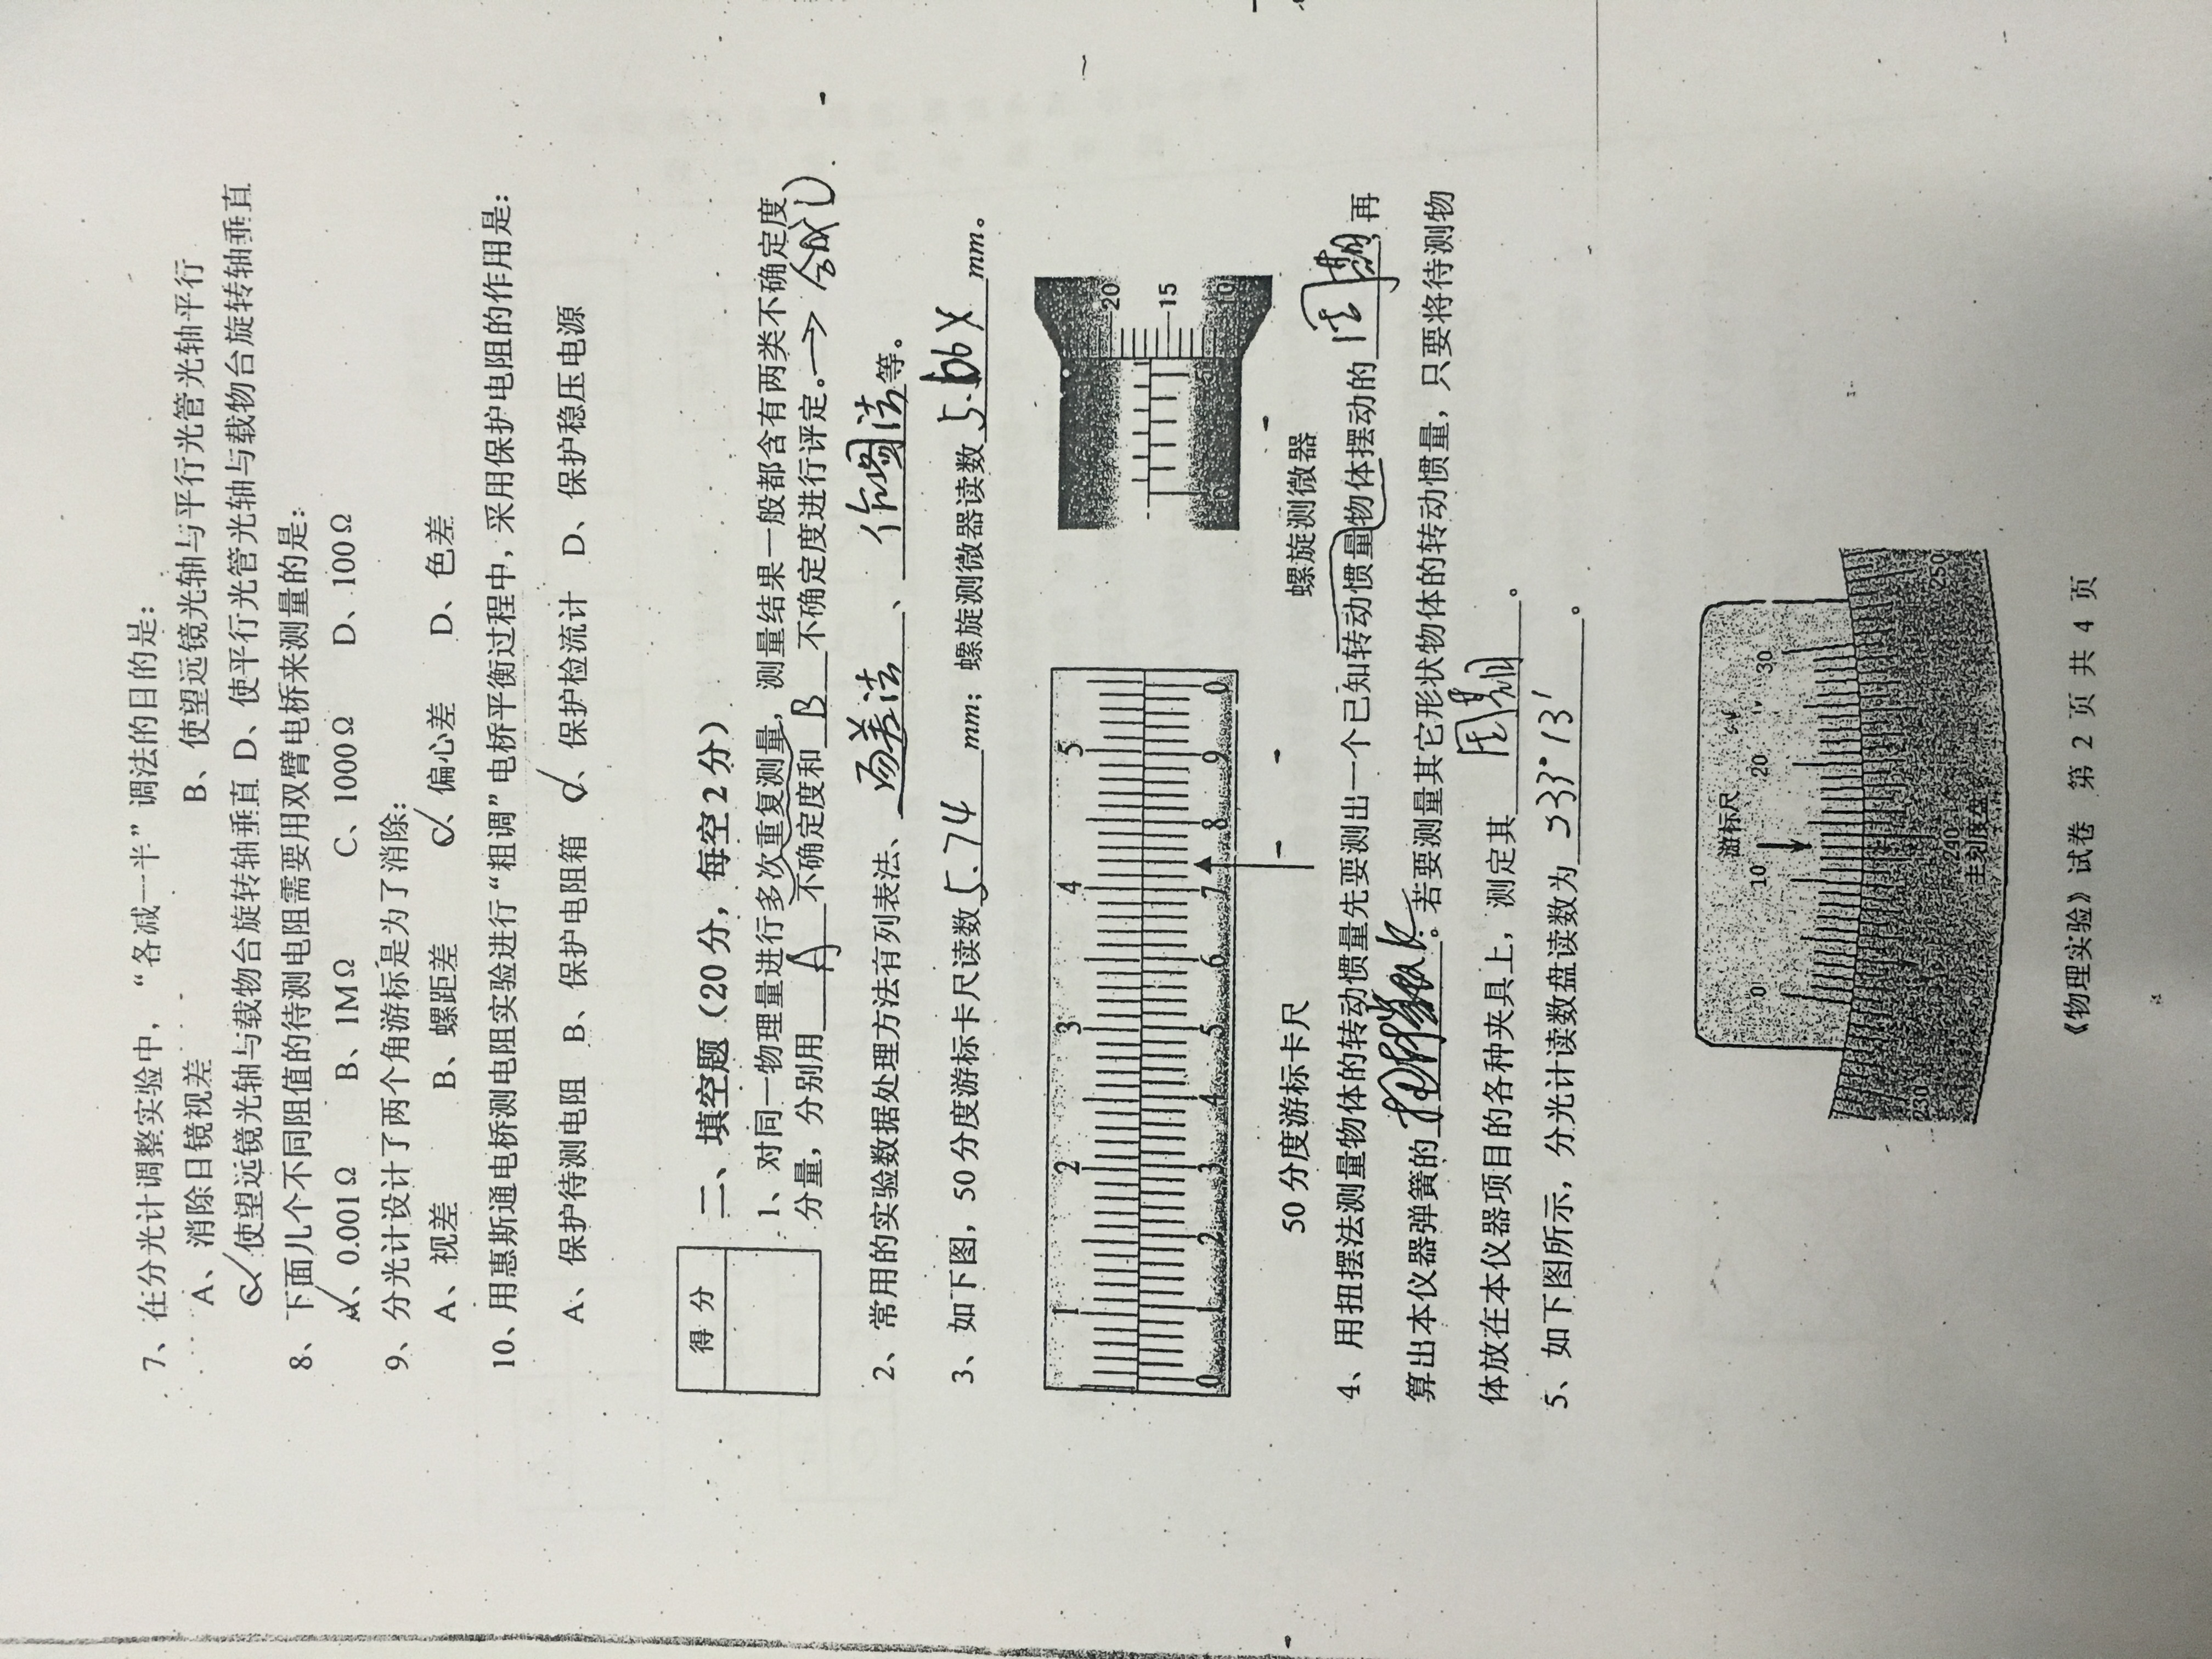 7、在分光计调整实验中，“各减一半”调法的目的是：
A、消除目镜视差 B、使望远镜光轴与平行光管光轴平行
C、使望远镜光轴与载物台旋转轴垂直 D、使平行光管光轴与载物台旋转轴垂直
8、下面几个不同阻值的待测电阻需要用双臂电桥来测量的是：
A、0.001Ω B、1MΩ C、1000Ω D、100Ω
9、分光计设计了两个角游标是为了消除：
A、视差 B、螺距差 C、偏心差 D、色差
10、用惠斯通电桥测电阻实验进行“粗调”电桥平衡过程中，采用保护电阻的作用是：
A、保护待测电阻 B、保护电阻箱 C、保护检流计 D、保护稳压电源
得 分
二、填空题（20分，每空2分）
1、对同一物理量进行多次重复测量，测量结果一般都含有两类不确定度
分量，分别用 A 不确定度和 B 不确定度进行评定。→合成U
2、常用的实验数据处理方法有列表法、逐差法、作图法等。
3、如下图，50分度游标卡尺读数5.74mm；螺旋测微器读数5.66Xmm。
1 2 3 4 5
0 1 2 3 4 5 6 7 8 9 0
20
15
10
0 5
50分度游标卡尺
螺旋测微器
4、用扭摆法测量物体的转动惯量先要测出一个已知转动惯量物体摆动的周期，再
算出本仪器弹簧的 K。若要测量其它形状物体的转动惯量，只要将待测物
体放在本仪器项目的各种夹具上，测定其周期。
5、如下图所示，分光计读数盘读数为333°13′。
游标尺
0 10 20 30
230 240 250
主刻度盘
《物理实验》试卷 第 2 页 共 4 页